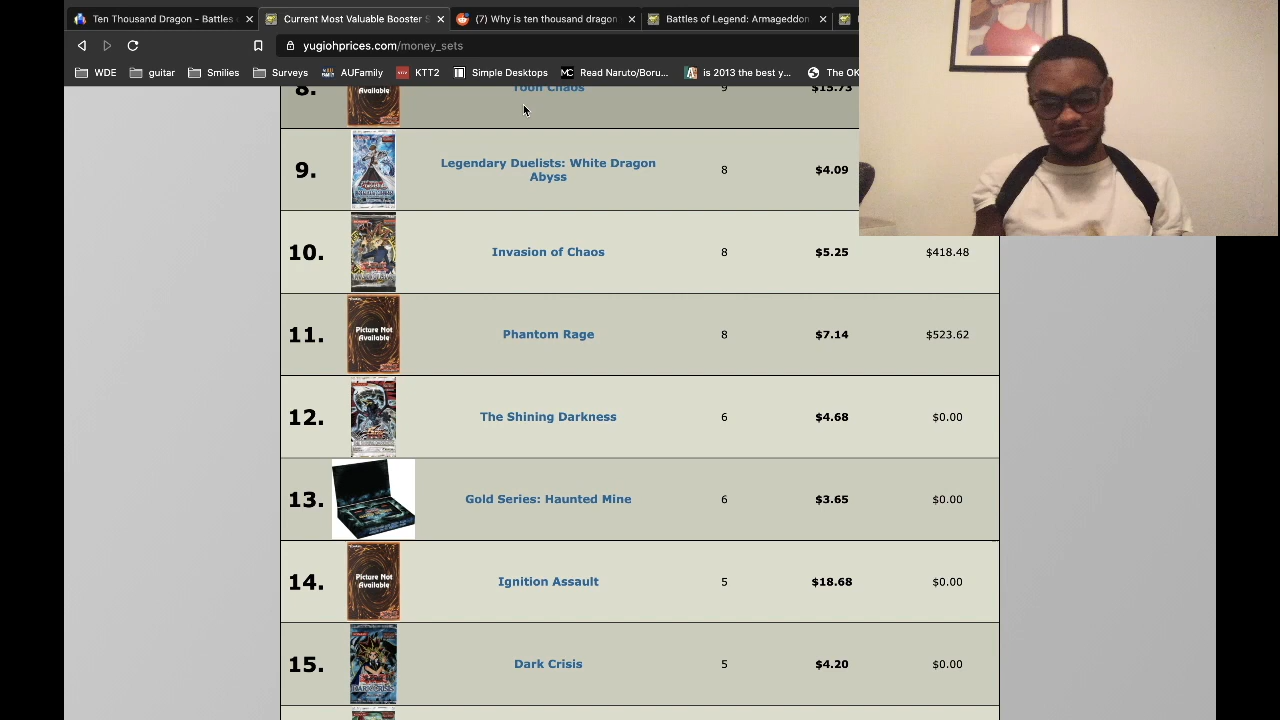 Ten Thousand Dragon - Battles
Current Most Valuable Booster S
(7) Why is ten thousand dragon
Battles of Legend: Armageddon
yugiohprices.com/money_sets
WDE
guitar
Smilies
Surveys
AUFamily
KTT2
Simple Desktops
Read Naruto/Boru...
is 2013 the best y...
The OK
8.
Available
Toon Chaos
9
$15.73
9.
Legendary Duelists: White Dragon
Abyss
8
$4.09
10.
Invasion of Chaos
8
$5.25
$418.48
11.
Picture Not
Available
Phantom Rage
8
$7.14
$523.62
12.
The Shining Darkness
6
$4.68
$0.00
13.
Gold Series: Haunted Mine
6
$3.65
$0.00
14.
Picture Not
Available
Ignition Assault
5
$18.68
$0.00
15.
DARK CRISIS
Dark Crisis
5
$4.20
$0.00